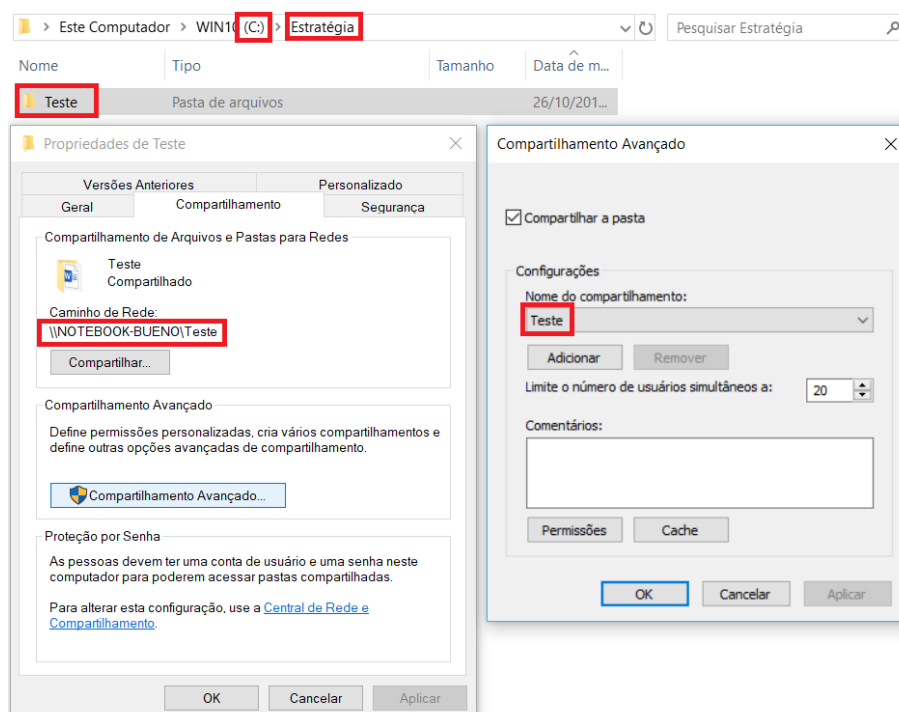 Este Computador > WIN10 (C:) > Estratégia
Pesquisar Estratégia
Nome Tipo Tamanho Data de m...
Teste Pasta de arquivos 26/10/201...
Propriedades de Teste
Versões Anteriores Personalizado
Geral Compartilhamento Segurança
Compartilhamento de Arquivos e Pastas para Redes
Teste
Compartilhado
Caminho de Rede:
\\NOTEBOOK-BUENO\Teste
Compartilhar...
Compartilhamento Avançado
Define permissões personalizadas, cria vários compartilhamentos e
define outras opções avançadas de compartilhamento.
Compartilhamento Avançado...
Proteção por Senha
As pessoas devem ter uma conta de usuário e uma senha neste
computador para poderem acessar pastas compartilhadas.
Para alterar esta configuração, use a Central de Rede e
Compartilhamento.
OK Cancelar Aplicar
Compartilhamento Avançado
Compartilhar a pasta
Configurações
Nome do compartilhamento:
Teste
Adicionar Remover
Limite o número de usuários simultâneos a: 20
Comentários:
Permissões Cache
OK Cancelar Aplicar